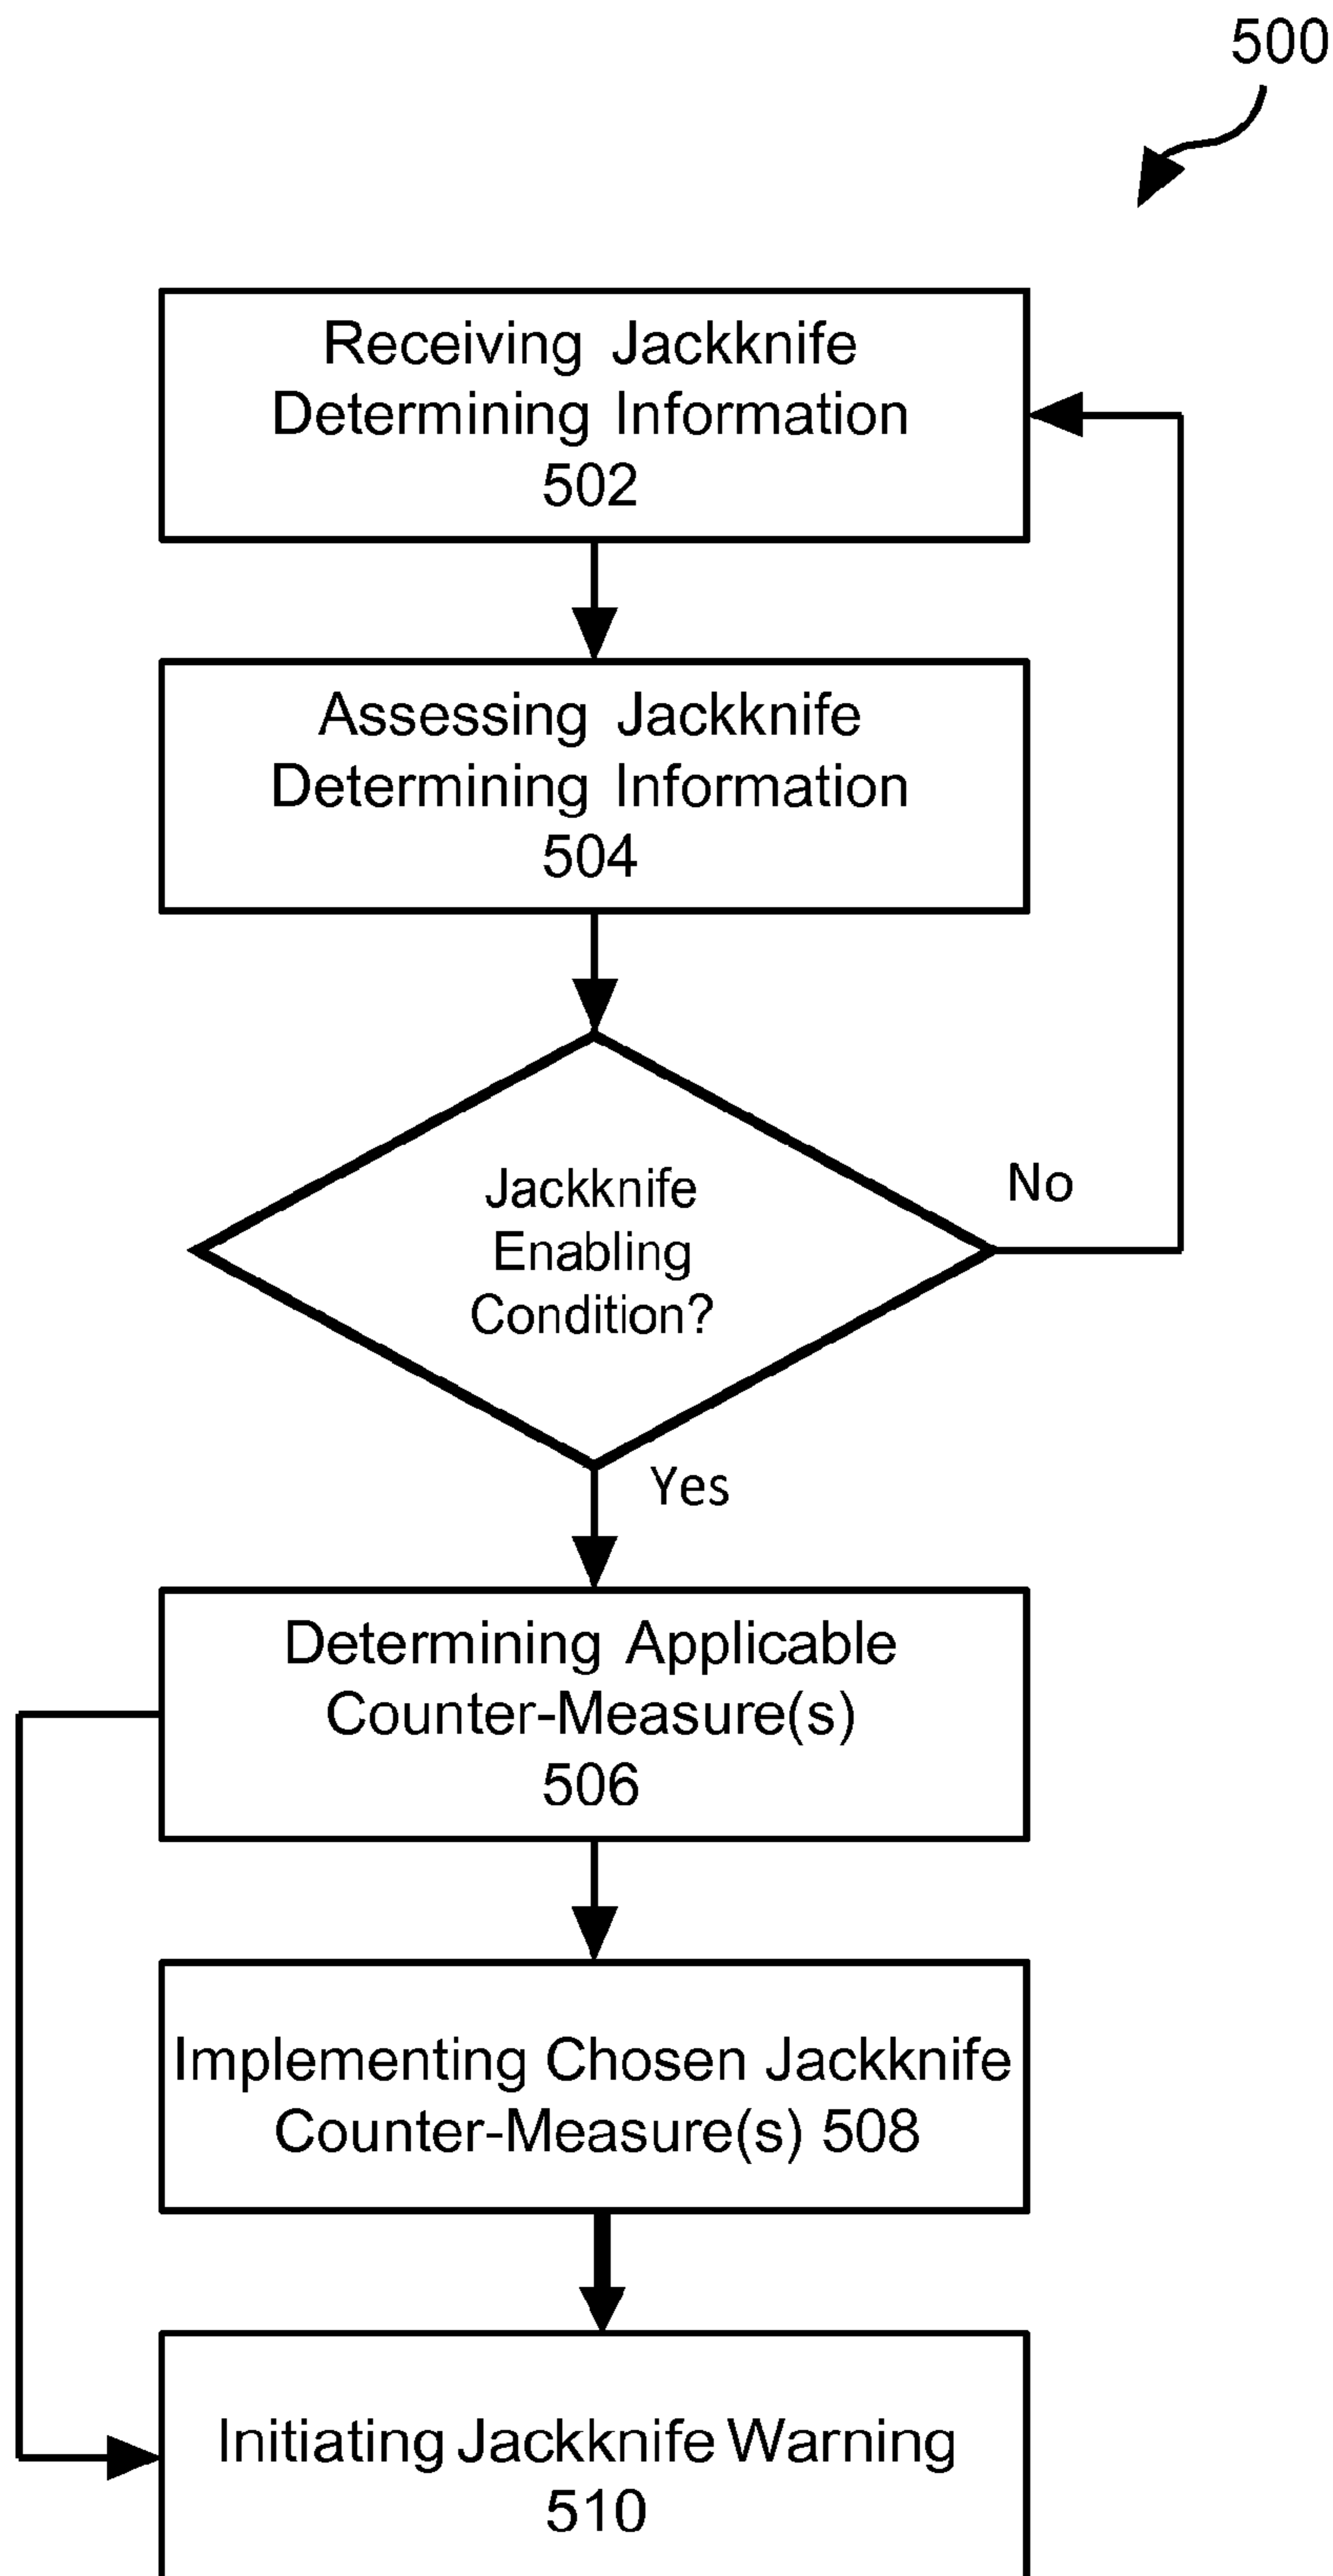 500
Receiving Jackknife
Determining Information
502
Assessing Jackknife
Determining Information
504
Jackknife
Enabling
Condition?
No
Yes
Determining Applicable
Counter-Measure(s)
506
Implementing Chosen Jackknife
Counter-Measure(s) 508
Initiating Jackknife Warning
510